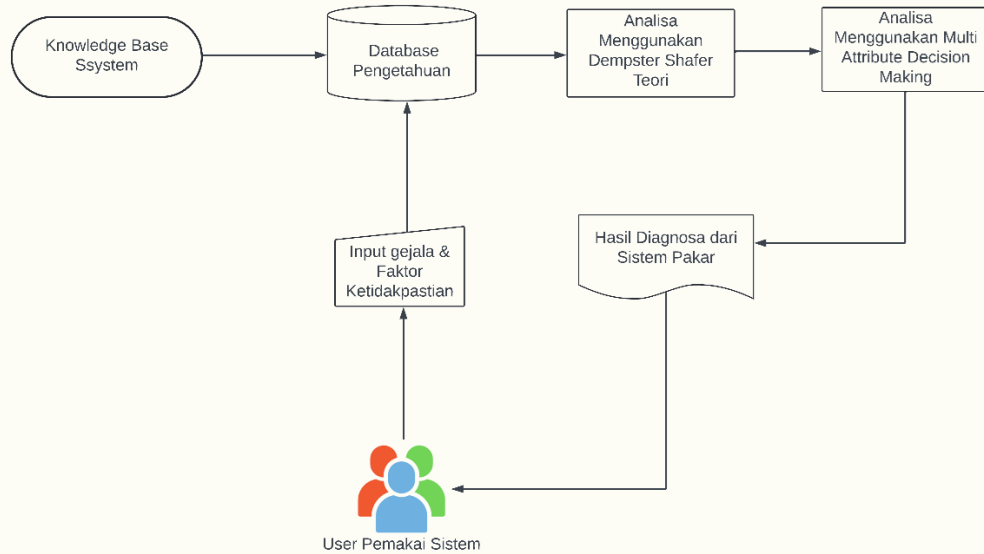 Knowledge Base
Ssystem
Database
Pengetahuan
Analisa
Menggunakan
Dempster Shafer
Teori
Analisa
Menggunakan Multi
Attribute Decision
Making
Input gejala &
Faktor
Ketidakpastian
Hasil Diagnosa dari
Sistem Pakar
User Pemakai Sistem